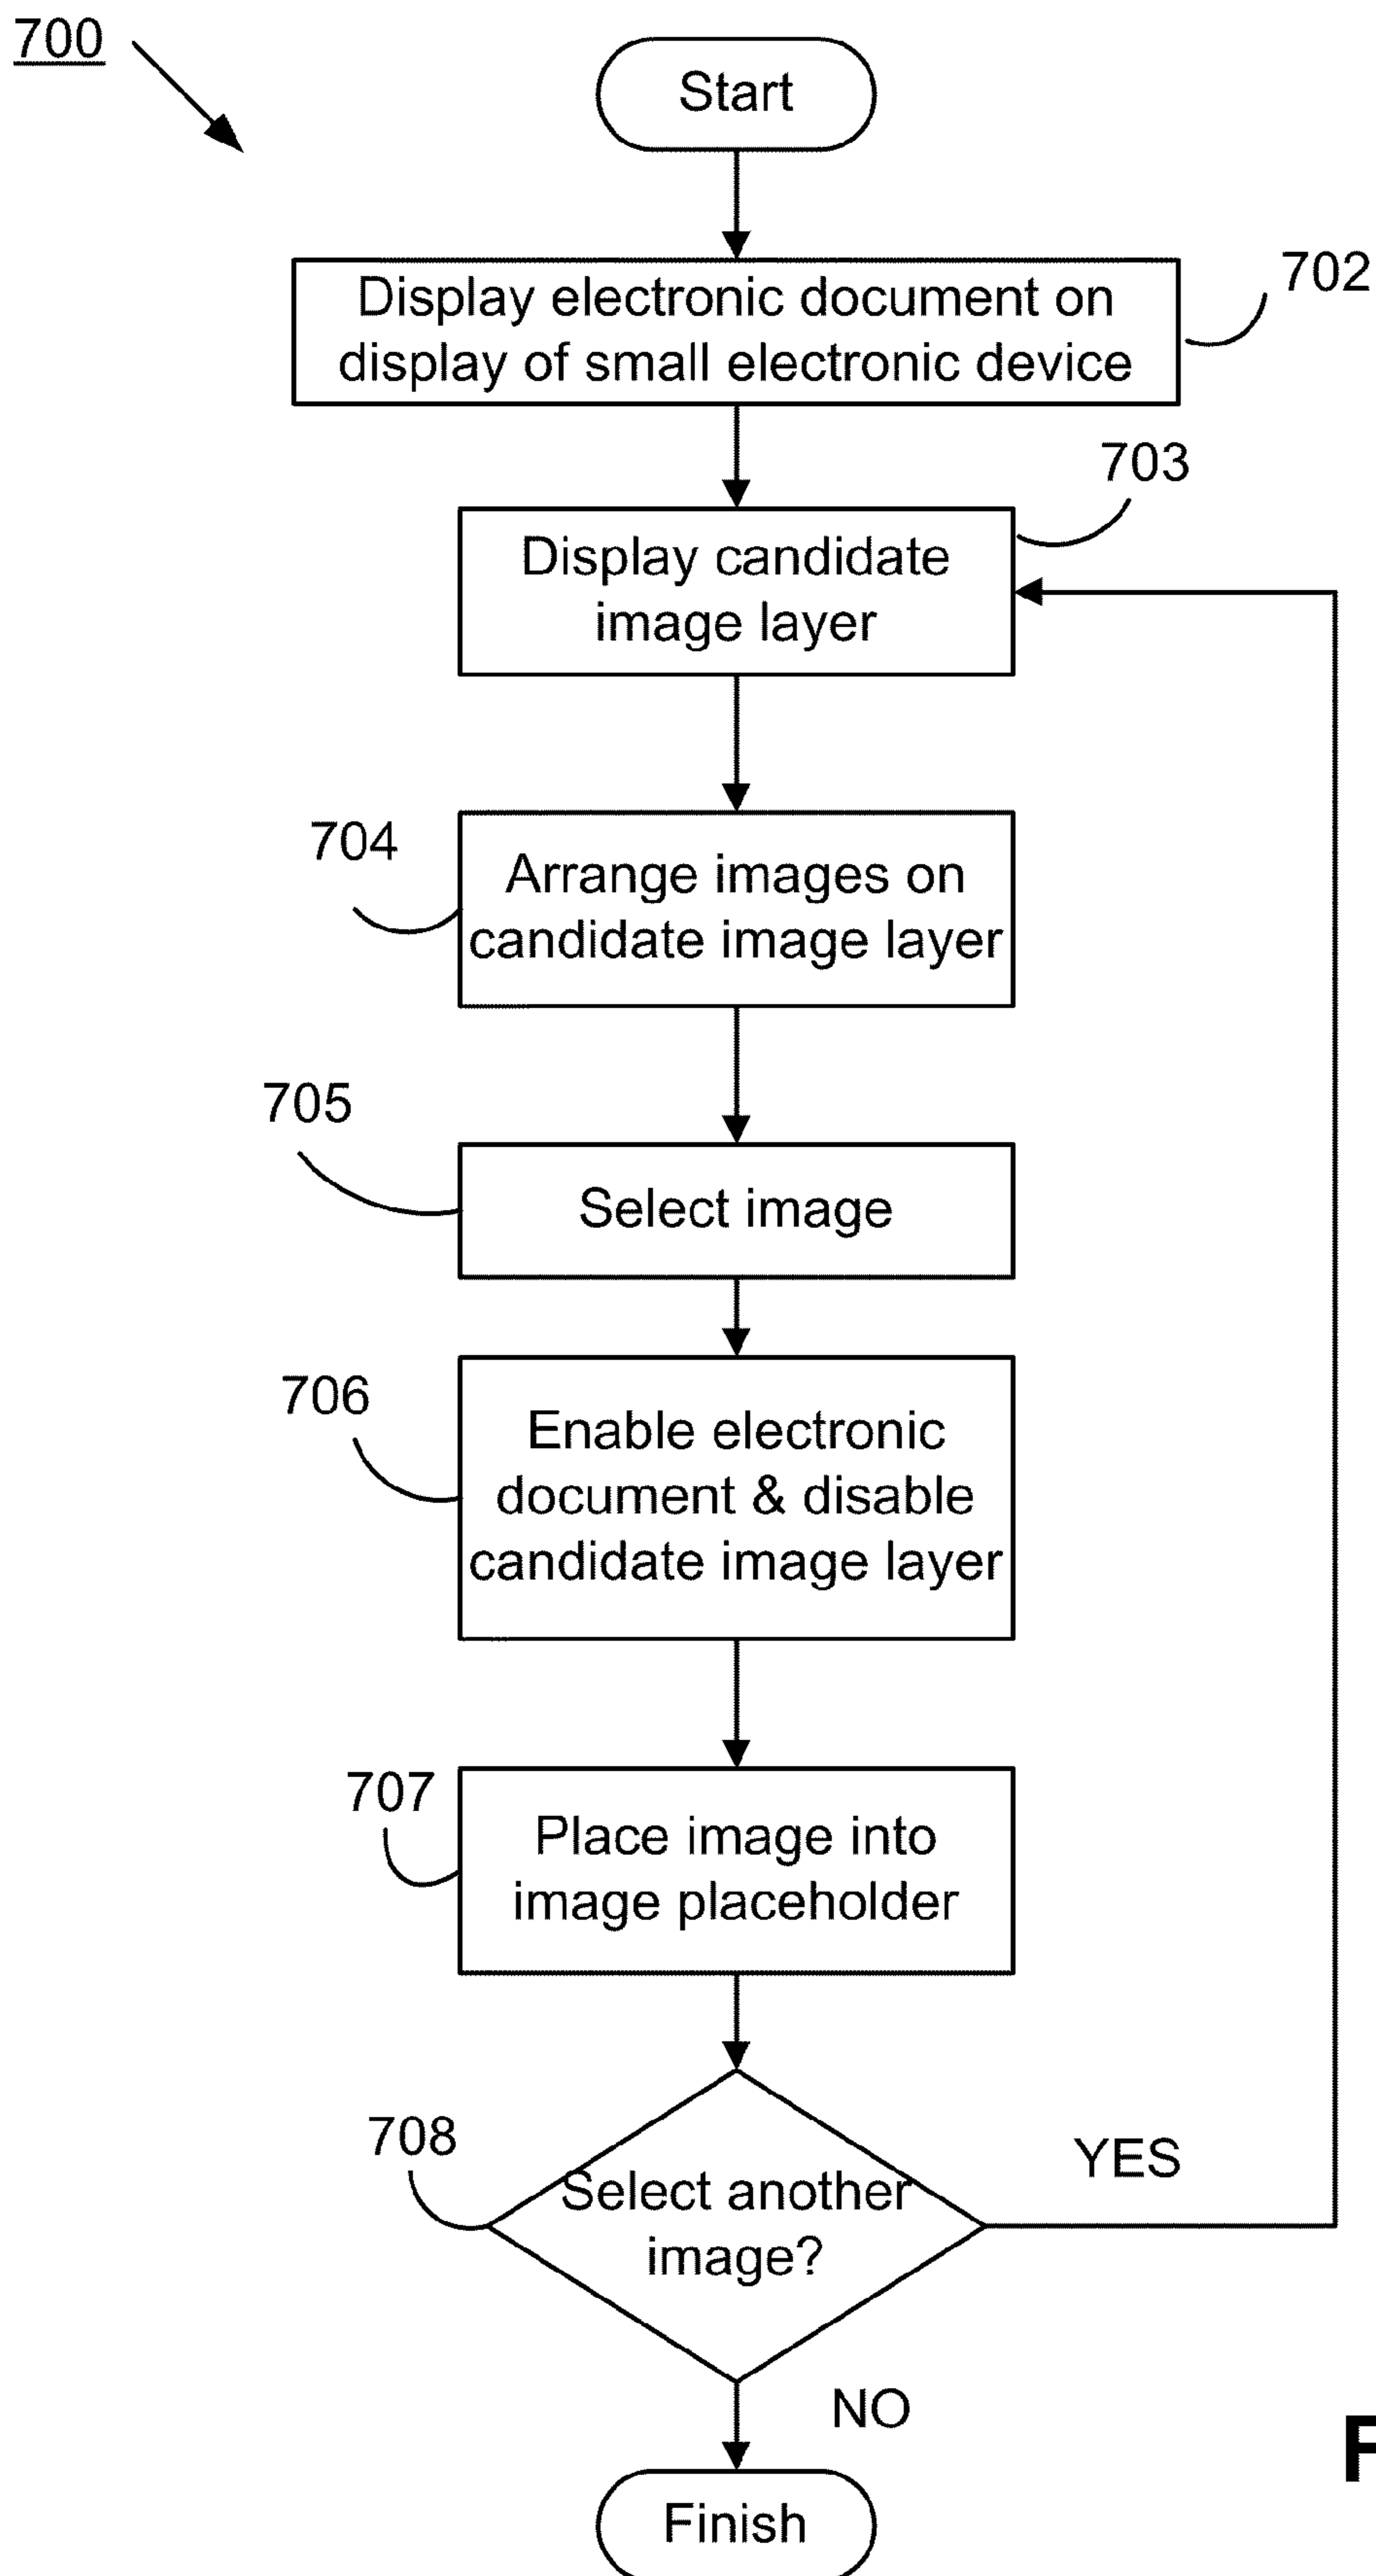 700
Start
Display electronic document on
display of small electronic device
702
703
Display candidate
image layer
704
Arrange images on
candidate image layer
705
Select image
706
Enable electronic
document & disable
candidate image layer
707
Place image into
image placeholder
708
Select another
image?
YES
NO
Finish